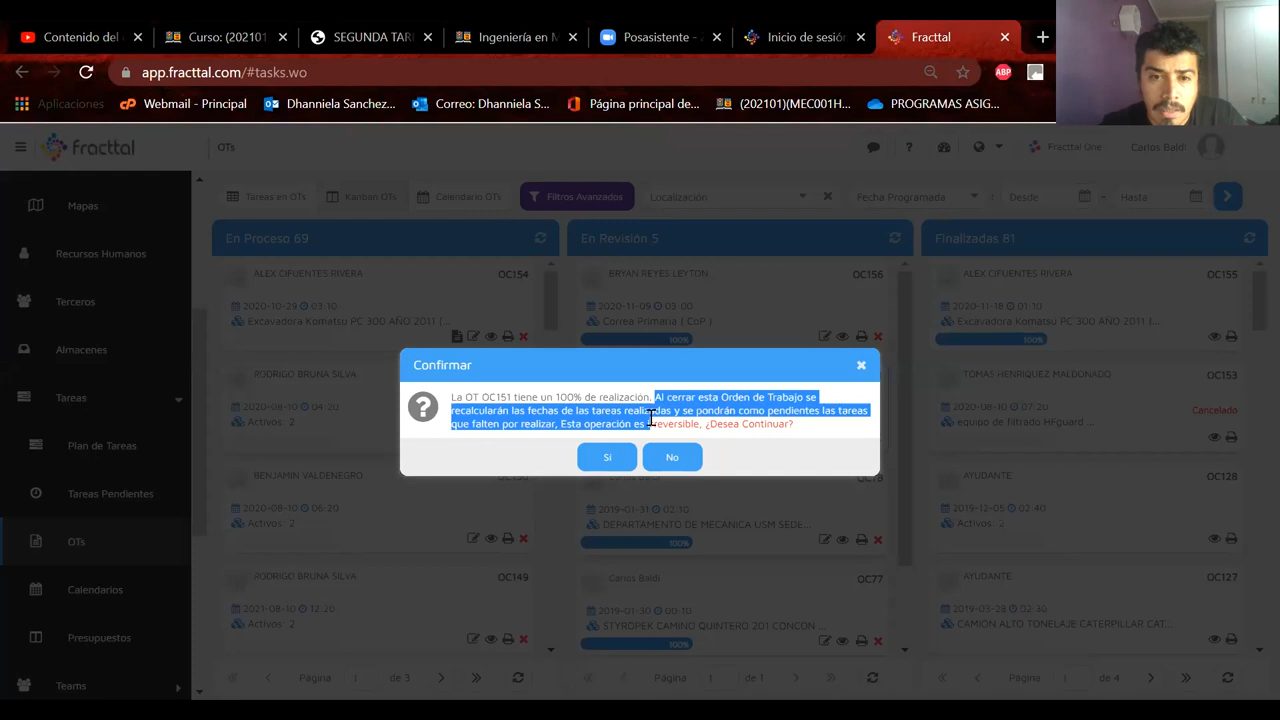 Contenido del
Curso: (202101
SEGUNDA TAR
Ingeniería en M
Posasistente -
Inicio de sesión
Fracttal
app.fracttal.com/#tasks.wo
ABP
Aplicaciones
Webmail - Principal
Dhanniela Sanchez...
Correo: Dhanniela S...
Página principal de...
(202101)(MEC001H...
PROGRAMAS ASIG...
fracttal
OTs
Fracttal One
Carlos Baldi
Mapas
Recursos Humanos
Terceros
Almacenes
Tareas
Plan de Tareas
Tareas Pendientes
OTs
Calendarios
Presupuestos
Teams
Tareas en OTs
Kanban OTs
Calendario OTs
Filtros Avanzados
Localización
Fecha Programada
Desde
Hasta
En Proceso 69
En Revisión 5
Finalizadas 81
ALEX CIFUENTES RIVERA OC154
2020-10-29 03:10
Excavadora Komatsu PC 300 AÑO 2011 (...
RODRIGO BRUNA SILVA
2020-08-10 04:20
Activos: 2
BENJAMIN VALDENEGRO
2020-08-10 06:20
Activos: 2
RODRIGO BRUNA SILVA OC149
2021-08-10 12:20
Activos: 2
BRYAN REYES LEYTON OC156
2020-11-09 03:00
Correa Primaria { CoP }
100%
2019-01-31 02:10
DEPARTAMENTO DE MECANICA USM SEDE...
100%
Carlos Baldi OC77
2019-01-30 00:10
STYROPEK CAMINO QUINTERO 201 CONCON ...
100%
ALEX CIFUENTES RIVERA OC155
2020-11-18 01:10
Excavadora Komatsu PC 300 AÑO 2011 (...
100%
TOMAS HENRIQUEZ MALDONADO OC153
Cancelado
2020-08-10 07:20
equipo de filtrado HFguard
AYUDANTE OC128
2019-12-05 02:40
Activos: 2
AYUDANTE OC127
2019-03-28 02:30
CAMION ALTO TONELAJE CATERPILLAR CAT...
Confirmar
La OT OC151 tiene un 100% de realización. Al cerrar esta Orden de Trabajo se
recalcularán las fechas de las tareas realizadas y se pondrán como pendientes las tareas
que falten por realizar, Esta operación es irreversible, ¿Desea Continuar?
Si
No
Página 1 de 3
Página 1 de 1
Página 1 de 4